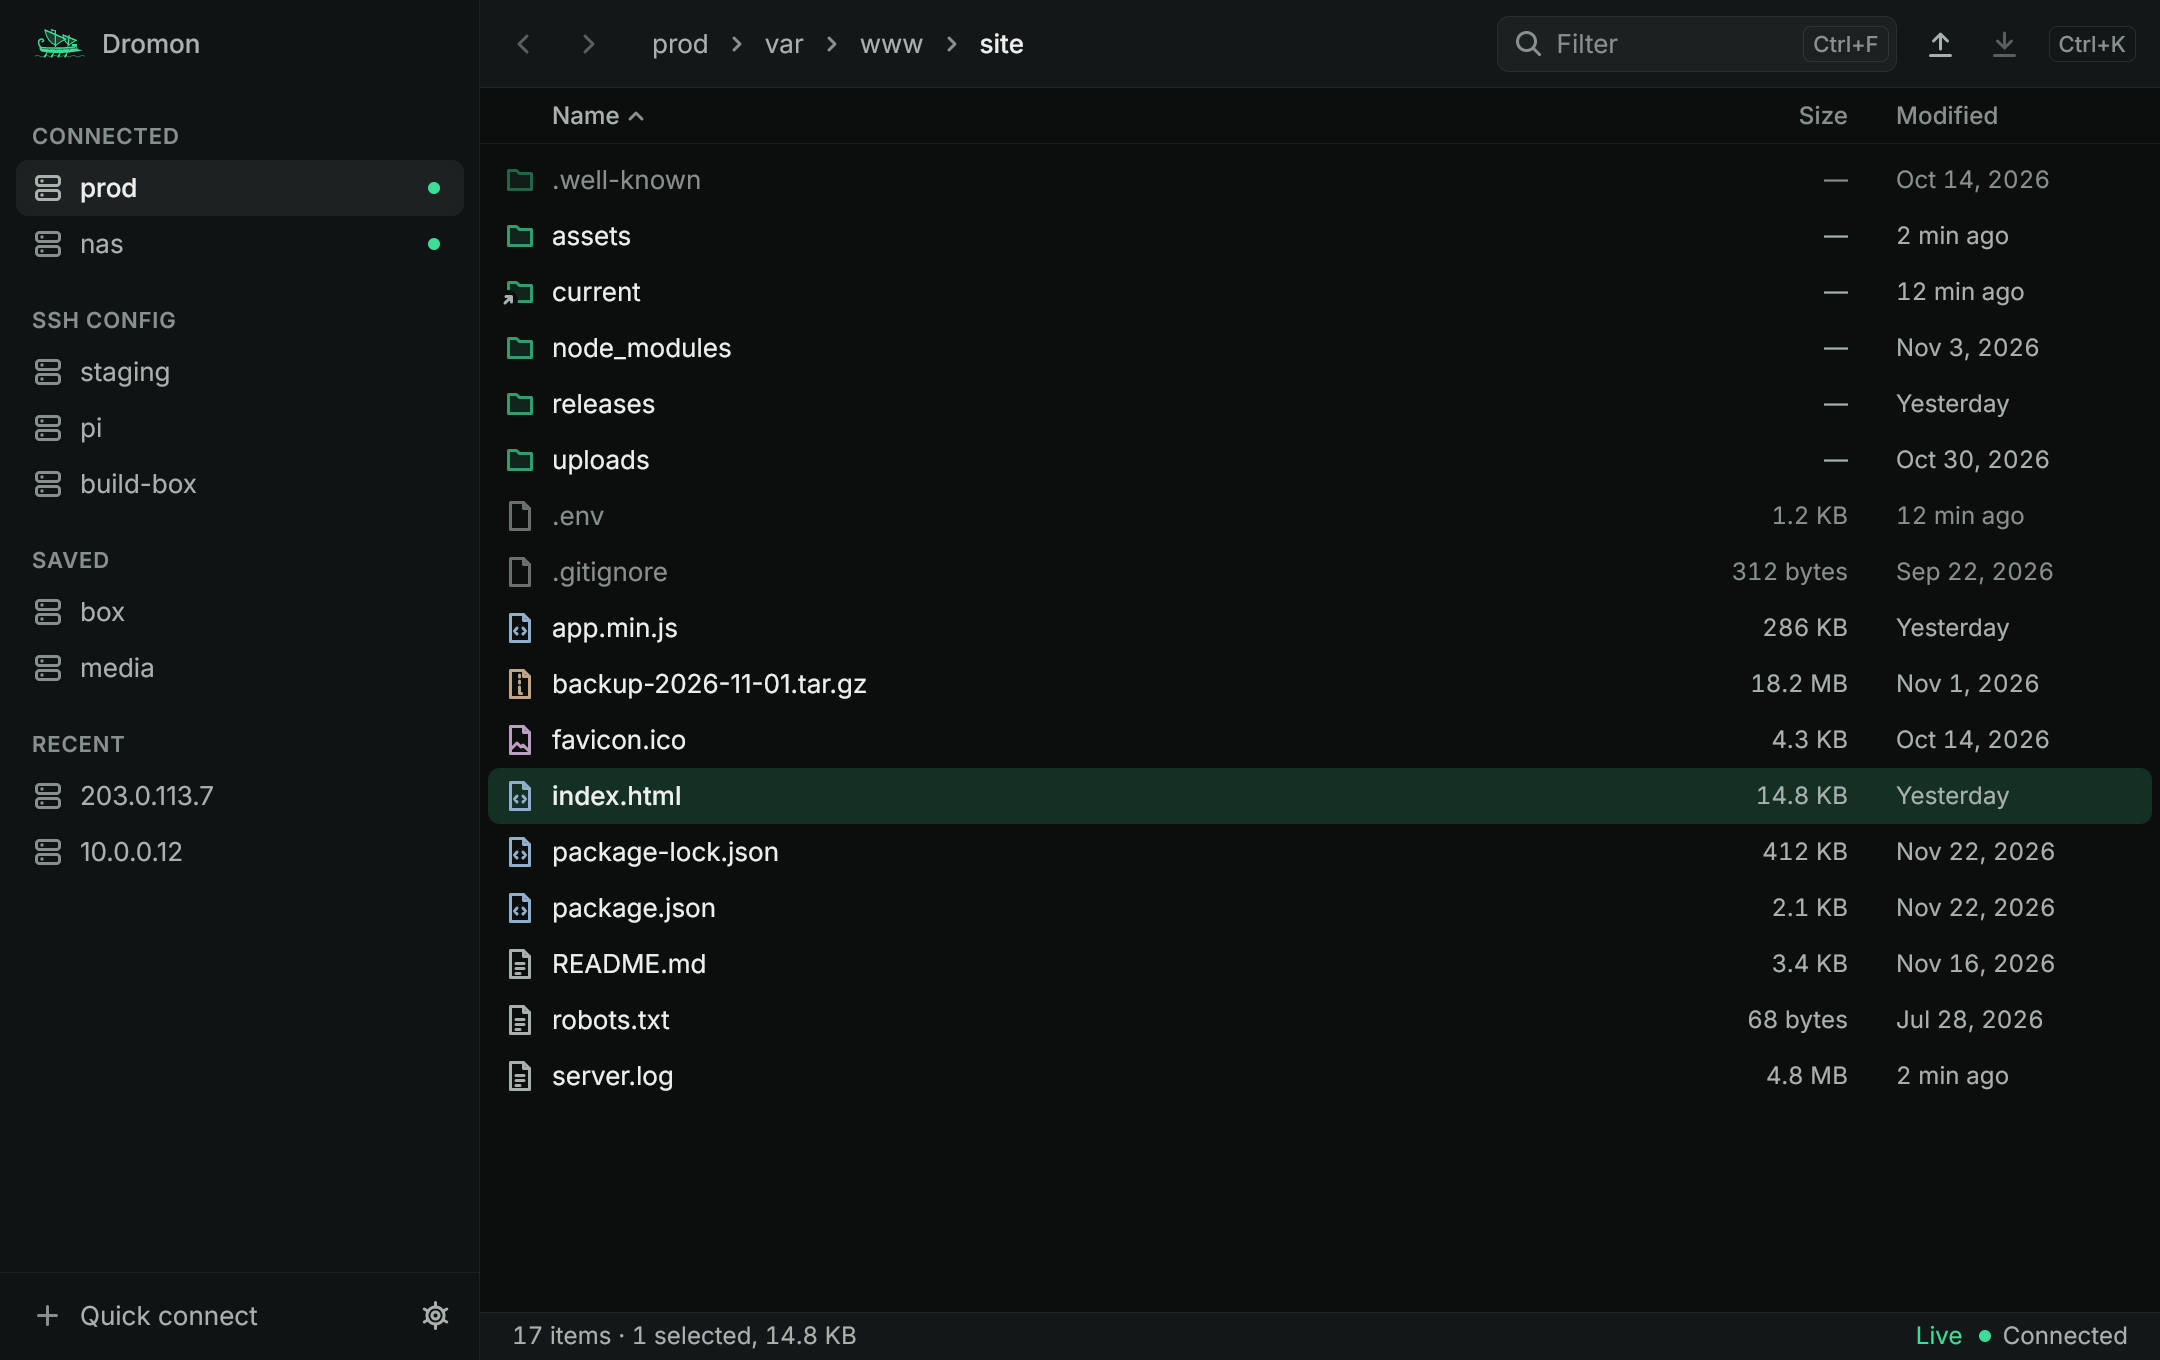 Dromon
CONNECTED
prod
nas
SSH CONFIG
staging
pi
build-box
SAVED
box
media
RECENT
203.0.113.7
10.0.0.12
Quick connect
prod > var > www > site
Filter Ctrl+F Ctrl+K
Name Size Modified
.well-known — Oct 14, 2026
assets — 2 min ago
current — 12 min ago
node_modules — Nov 3, 2026
releases — Yesterday
uploads — Oct 30, 2026
.env 1.2 KB 12 min ago
.gitignore 312 bytes Sep 22, 2026
app.min.js 286 KB Yesterday
backup-2026-11-01.tar.gz 18.2 MB Nov 1, 2026
favicon.ico 4.3 KB Oct 14, 2026
index.html 14.8 KB Yesterday
package-lock.json 412 KB Nov 22, 2026
package.json 2.1 KB Nov 22, 2026
README.md 3.4 KB Nov 16, 2026
robots.txt 68 bytes Jul 28, 2026
server.log 4.8 MB 2 min ago
17 items · 1 selected, 14.8 KB Live ● Connected